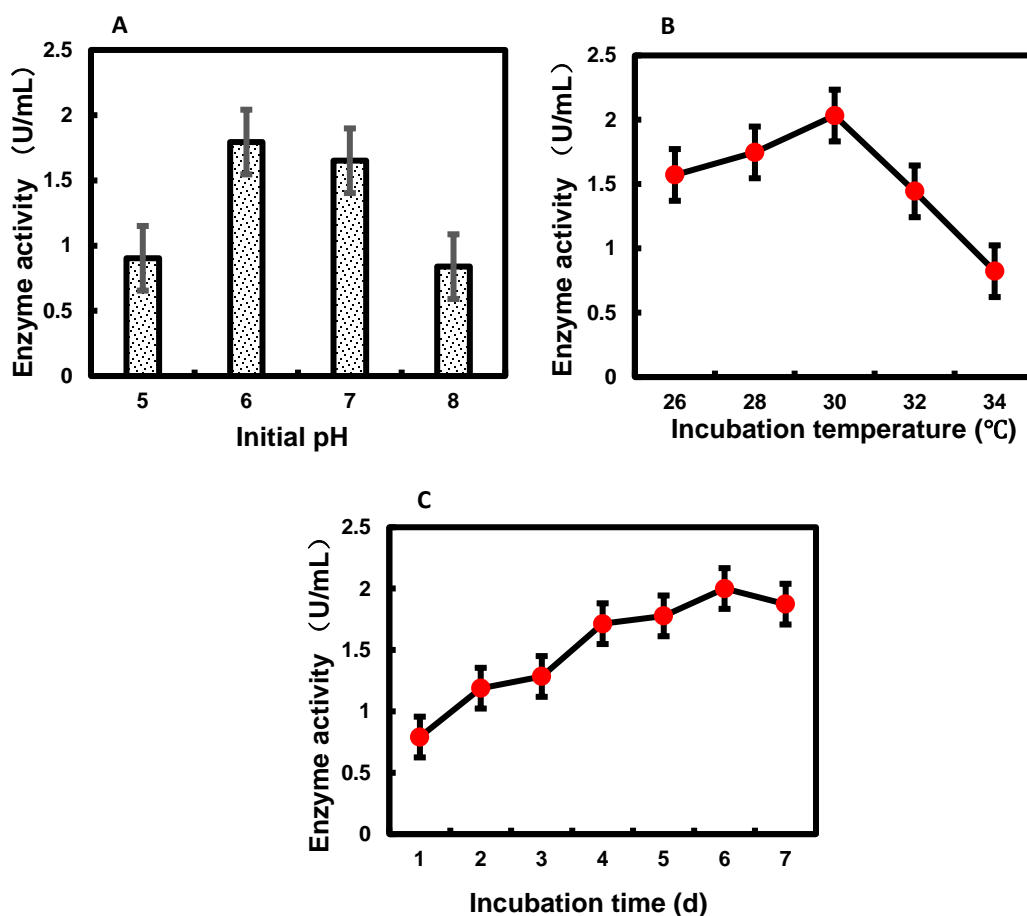 A
Enzyme activity （U/mL）
2.5
2
1.5
1
0.5
0
5 6 7 8
Initial pH
B
Enzyme activity （U/mL）
2.5
2
1.5
1
0.5
0
26 28 30 32 34
Incubation temperature (℃)
C
Enzyme activity （U/mL）
2.5
2
1.5
1
0.5
0
1 2 3 4 5 6 7
Incubation time (d)